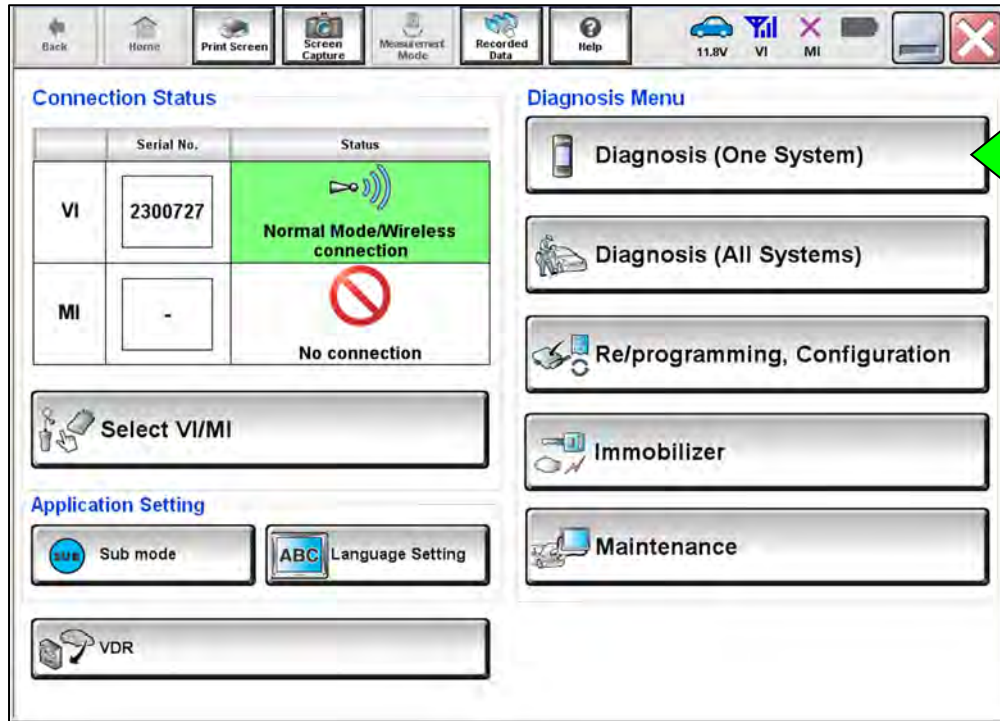 Back
Home
Print Screen
Screen
Capture
Measurement
Mode
Recorded
Data
Help
11.8V
VI
MI
Connection Status
Serial No.
Status
VI
2300727
Normal Mode/Wireless
connection
MI
-
No connection
Select VI/MI
Application Setting
SUB
Sub mode
ABC
Language Setting
VDR
Diagnosis Menu
Diagnosis (One System)
Diagnosis (All Systems)
Re/programming, Configuration
Immobilizer
Maintenance